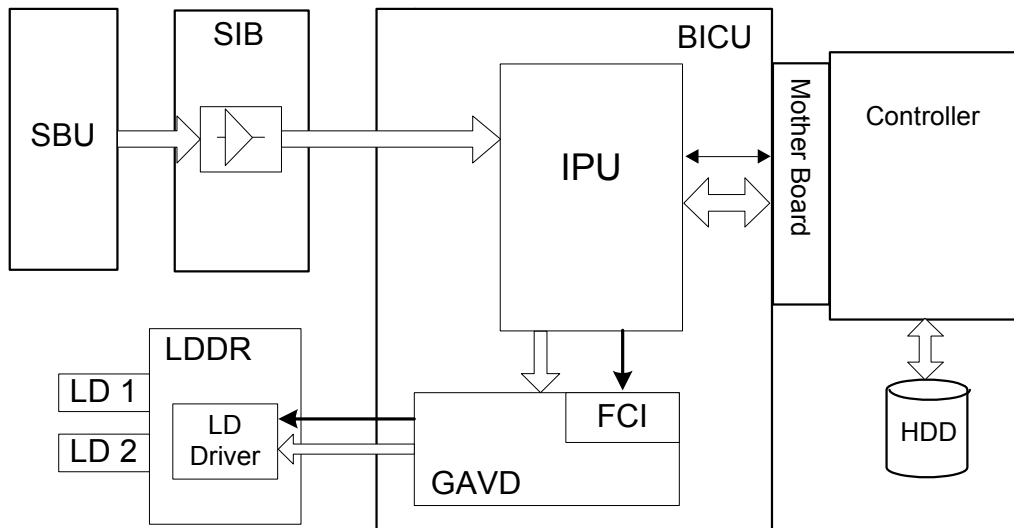 SBU
SIB
BICU
IPU
Mother Board
Controller
HDD
LDDR
LD 1
LD 2
LD
Driver
FCI
GAVD